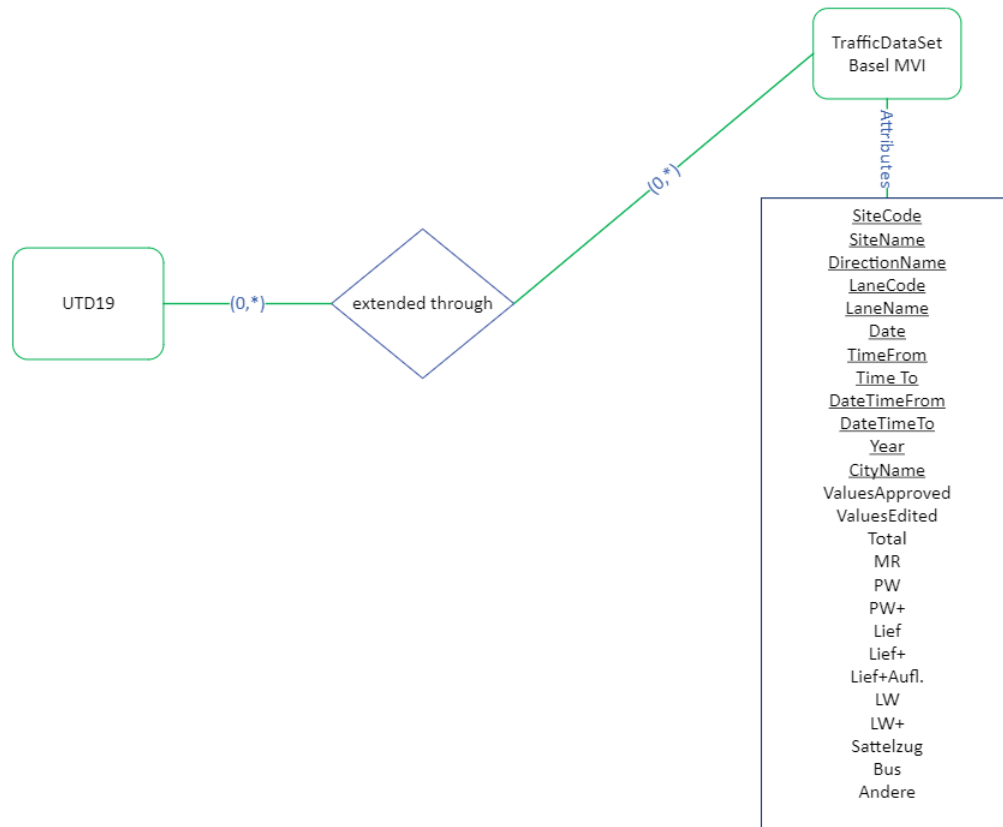 TrafficDataSet
Basel MVI
Attributes
(0,*)
UTD19
(0,*)
extended through
SiteCode
SiteName
DirectionName
LaneCode
LaneName
Date
TimeFrom
Time To
DateTimeFrom
DateTimeTo
Year
CityName
ValuesApproved
ValuesEdited
Total
MR
PW
PW+
Lief
Lief+
Lief+Aufl.
LW
LW+
Sattelzug
Bus
Andere